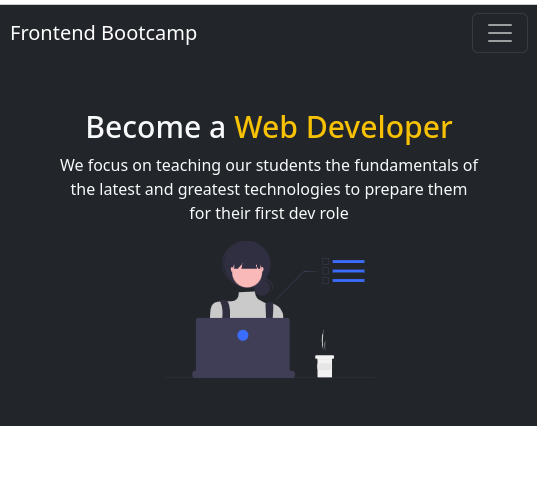 Frontend Bootcamp
Become a Web Developer
We focus on teaching our students the fundamentals of
the latest and greatest technologies to prepare them
for their first dev role